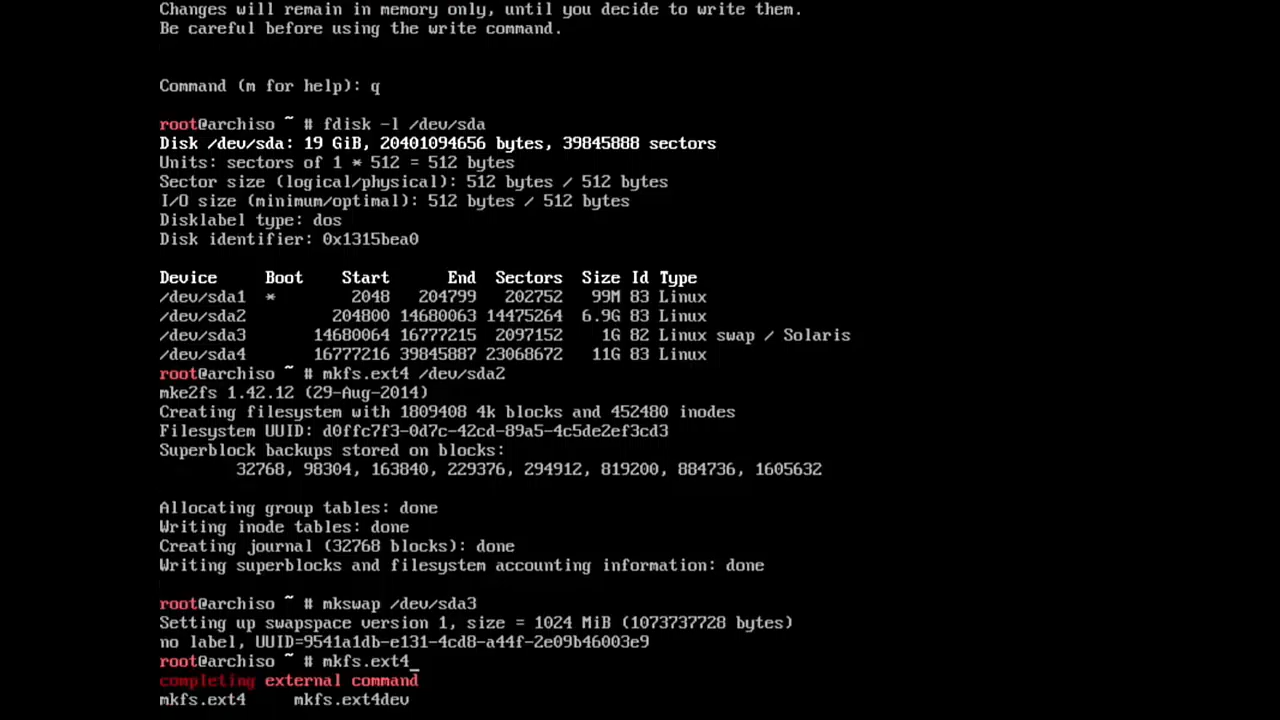 Changes will remain in memory only, until you decide to write them.
Be careful before using the write command.
Command (m for help): q
root@archiso ~ # fdisk -l /dev/sda
Disk /dev/sda: 19 GiB, 20401094656 bytes, 39845888 sectors
Units: sectors of 1 * 512 = 512 bytes
Sector size (logical/physical): 512 bytes / 512 bytes
I/O size (minimum/optimal): 512 bytes / 512 bytes
Disklabel type: dos
Disk identifier: 0x1315bea0
Device     Boot    Start      End  Sectors  Size Id Type
/dev/sda1  *        2048   204799   202752   99M 83 Linux
/dev/sda2         204800 14680063 14475264  6.9G 83 Linux
/dev/sda3       14680064 16777215  2097152    1G 82 Linux swap / Solaris
/dev/sda4       16777216 39845887 23068672   11G 83 Linux
root@archiso ~ # mkfs.ext4 /dev/sda2
mke2fs 1.42.12 (29-Aug-2014)
Creating filesystem with 1809408 4k blocks and 452480 inodes
Filesystem UUID: d0ffc7f3-0d7c-42cd-89a5-4c5de2ef3cd3
Superblock backups stored on blocks:
32768, 98304, 163840, 229376, 294912, 819200, 884736, 1605632
Allocating group tables: done
Writing inode tables: done
Creating journal (32768 blocks): done
Writing superblocks and filesystem accounting information: done
root@archiso ~ # mkswap /dev/sda3
Setting up swapspace version 1, size = 1024 MiB (1073737728 bytes)
no label, UUID=9541a1db-e131-4cd8-a44f-2e09b46003e9
root@archiso ~ # mkfs.ext4_
completing external command
mkfs.ext4     mkfs.ext4dev